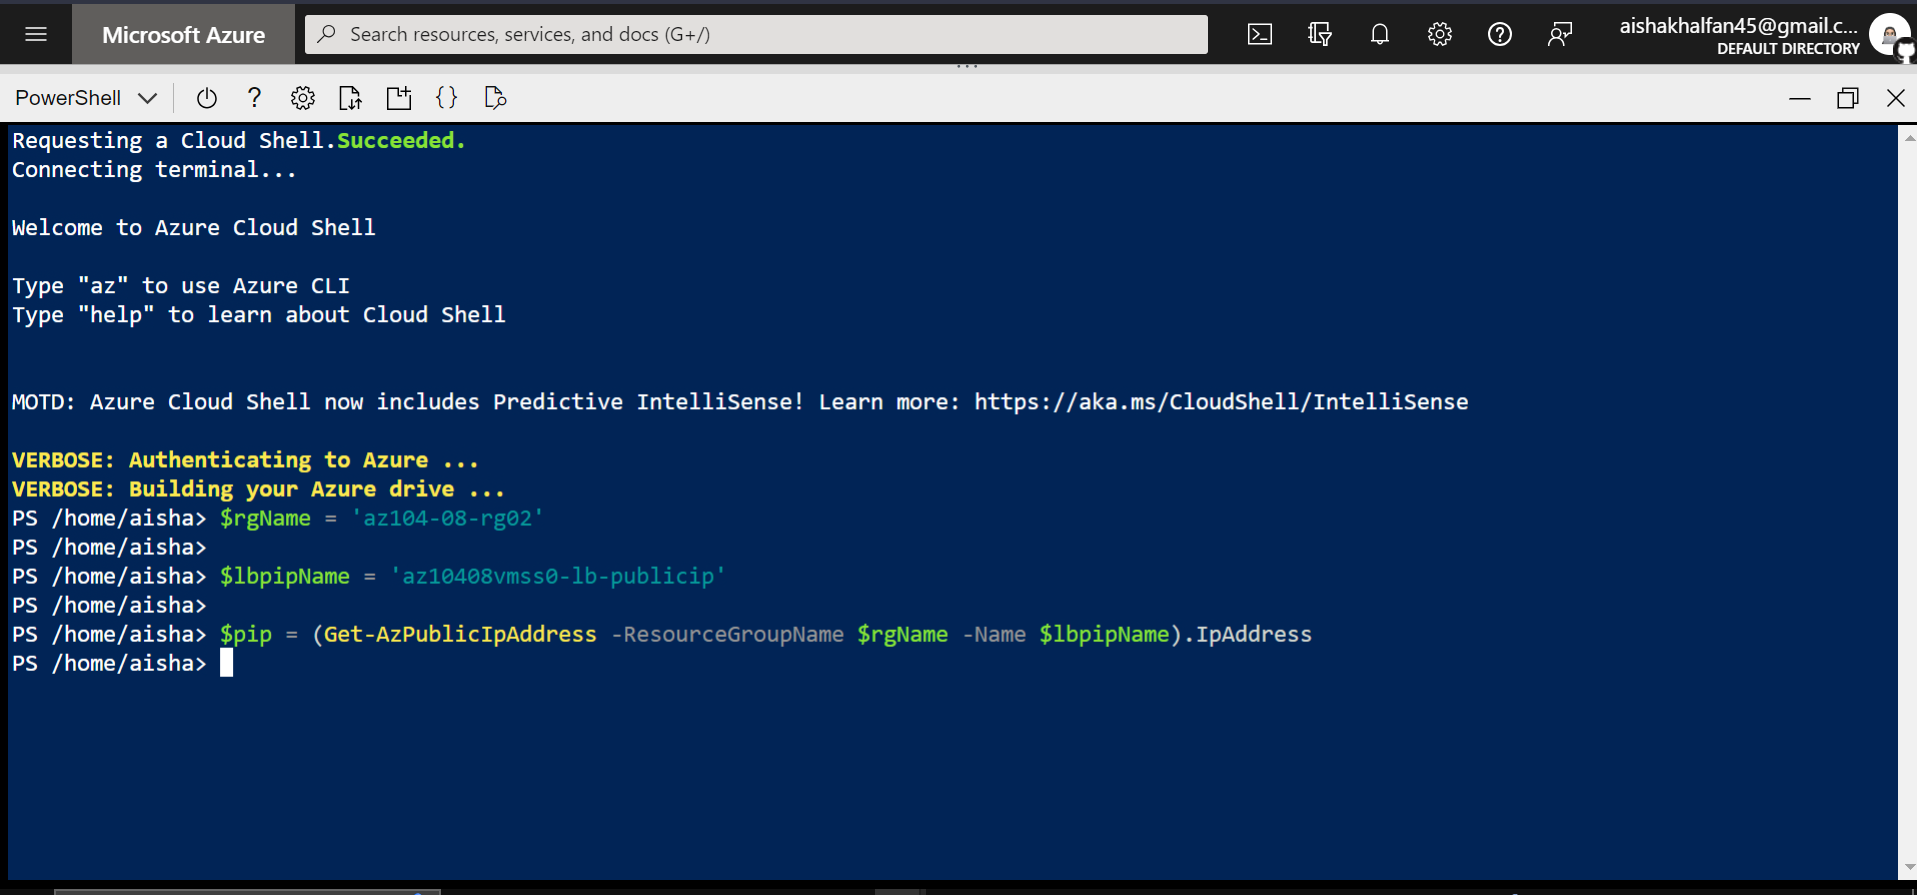 Microsoft Azure
Search resources, services, and docs (G+/)
aishakhalfan45@gmail.c...
DEFAULT DIRECTORY
PowerShell
Requesting a Cloud Shell.Succeeded.
Connecting terminal...
Welcome to Azure Cloud Shell
Type "az" to use Azure CLI
Type "help" to learn about Cloud Shell
MOTD: Azure Cloud Shell now includes Predictive IntelliSense! Learn more: https://aka.ms/CloudShell/IntelliSense
VERBOSE: Authenticating to Azure ...
VERBOSE: Building your Azure drive ...
PS /home/aisha> $rgName = 'az104-08-rg02'
PS /home/aisha>
PS /home/aisha> $lbpipName = 'az10408vmss0-lb-publicip'
PS /home/aisha>
PS /home/aisha> $pip = (Get-AzPublicIpAddress -ResourceGroupName $rgName -Name $lbpipName).IpAddress
PS /home/aisha>